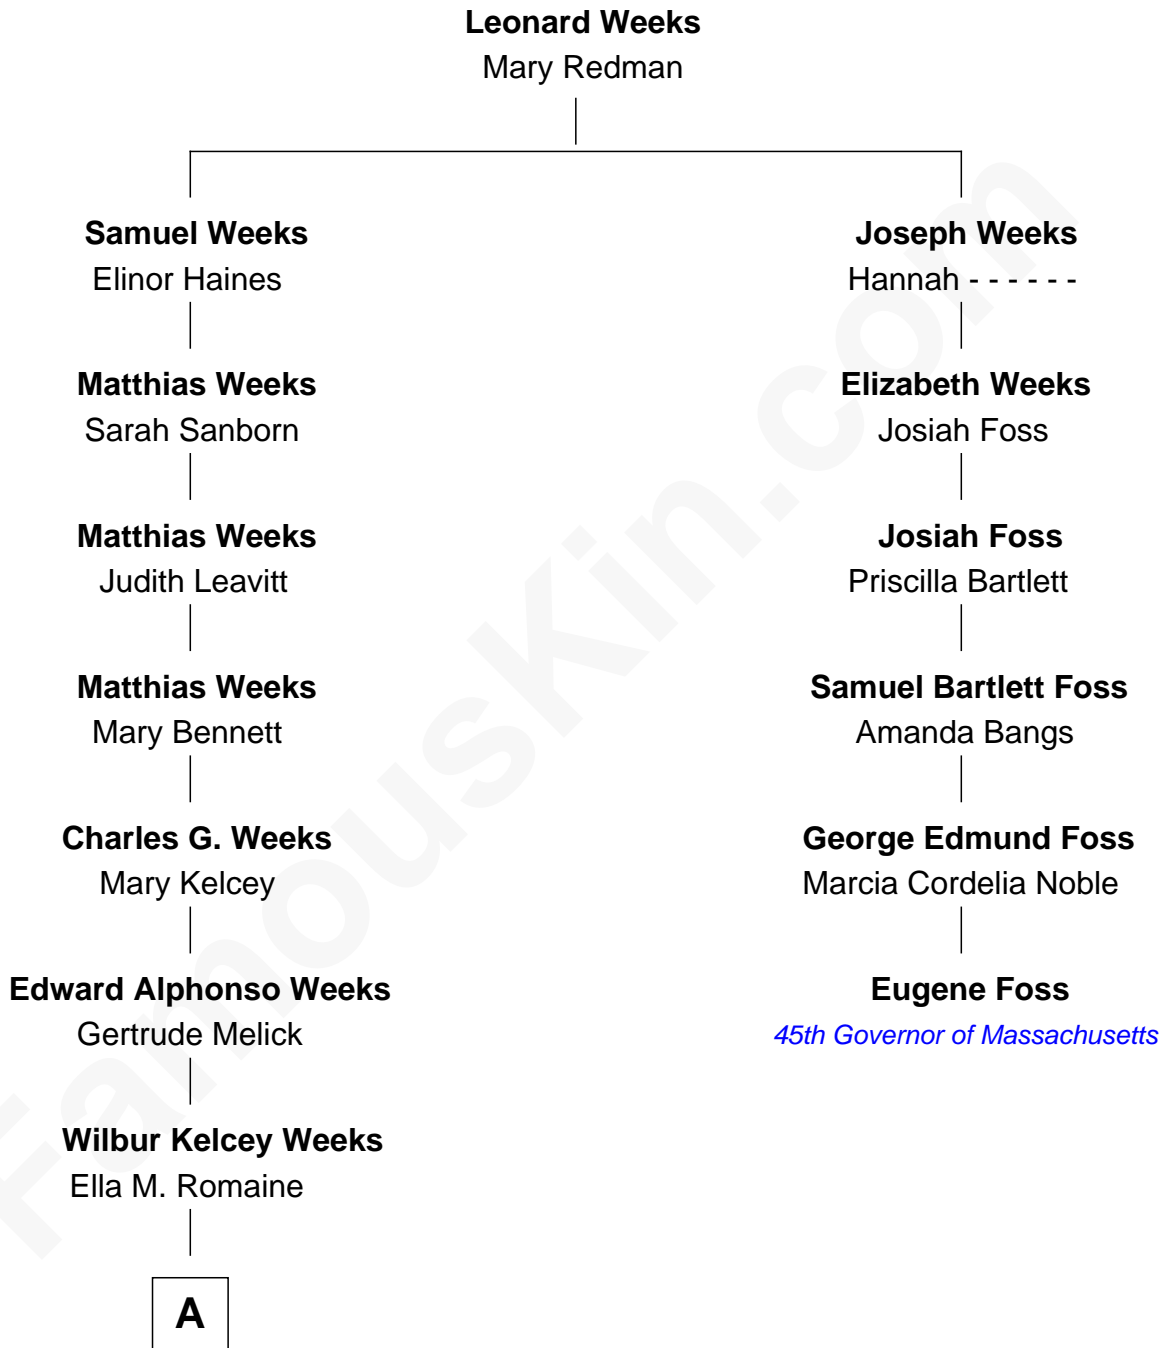 Leonard Weeks
Mary Redman
Samuel Weeks
Elinor Haines
Joseph Weeks
Hannah - - - - - -
Matthias Weeks
Sarah Sanborn
Elizabeth Weeks
Josiah Foss
Matthias Weeks
Judith Leavitt
Josiah Foss
Priscilla Bartlett
Matthias Weeks
Mary Bennett
Samuel Bartlett Foss
Amanda Bangs
Charles G. Weeks
Mary Kelcey
George Edmund Foss
Marcia Cordelia Noble
Edward Alphonso Weeks
Gertrude Melick
Eugene Foss
45th Governor of Massachusetts
Wilbur Kelcey Weeks
Ella M. Romaine
A
FamousKin.com